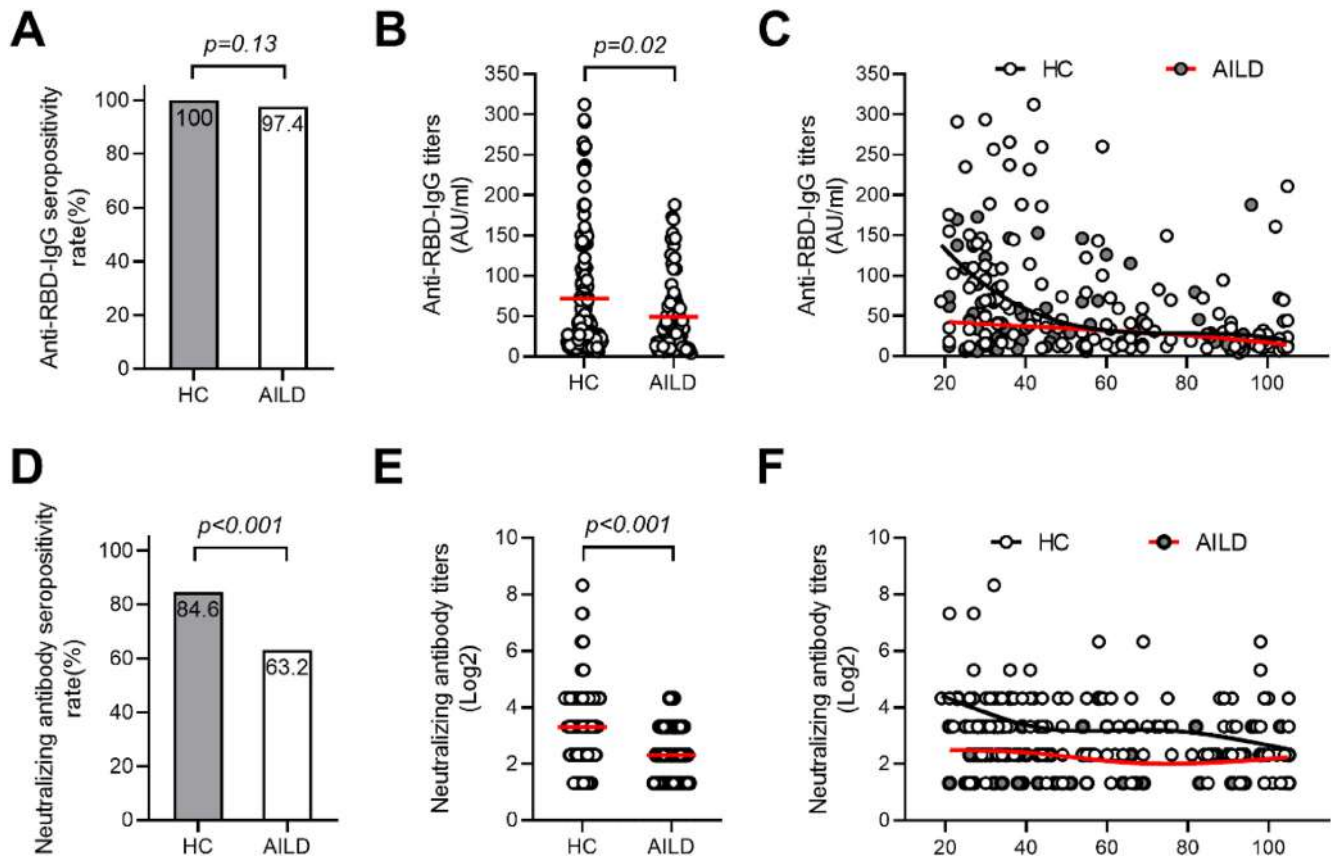 A
p=0.13
Anti-RBD-IgG seropositivity
rate(%)
100
80
60
40
20
0
100
97.4
HC
AILD
B
p=0.02
Anti-RBD-IgG titers
(AU/ml)
350
300
250
200
150
100
50
0
HC
AILD
C
HC
AILD
Anti-RBD-IgG titers
(AU/ml)
350
300
250
200
150
100
50
0
20
40
60
80
100
D
p<0.001
Neutralizing antibody seropositivity
rate(%)
100
80
60
40
20
0
84.6
63.2
HC
AILD
E
p<0.001
Neutralizing antibody titers
(Log2)
10
8
6
4
2
0
HC
AILD
F
HC
AILD
Neutralizing antibody titers
(Log2)
10
8
6
4
2
0
20
40
60
80
100